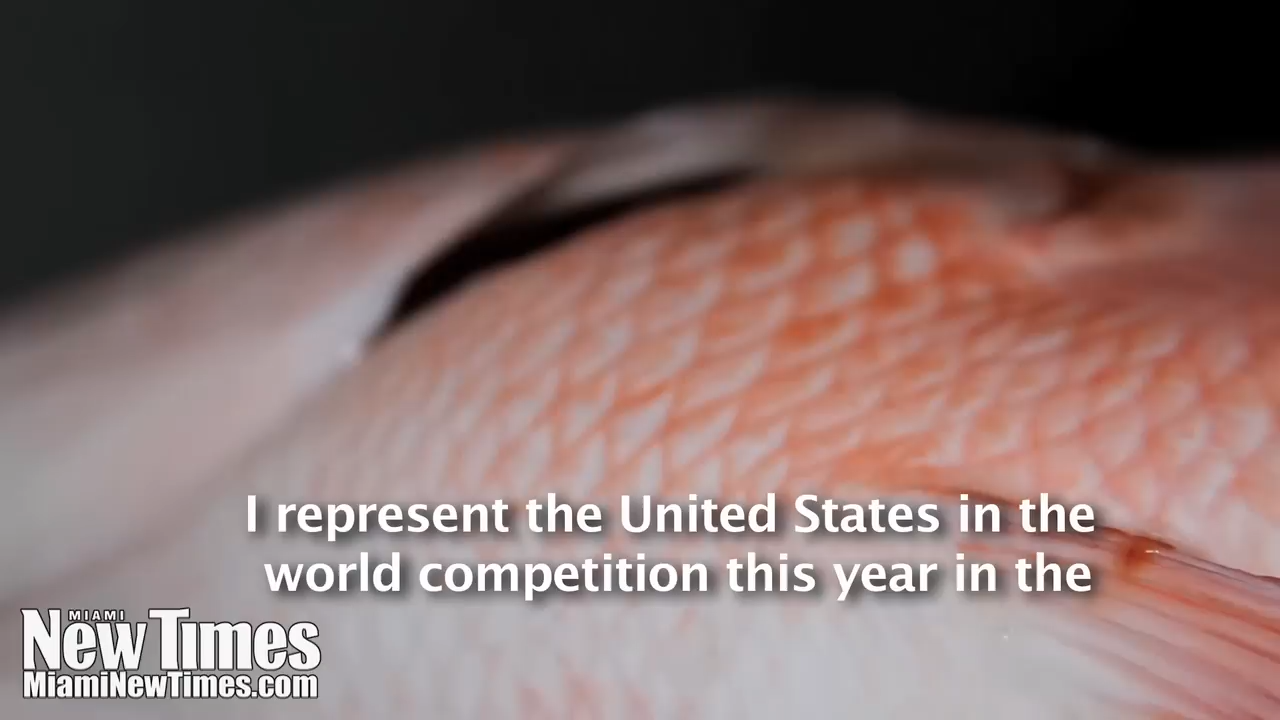 I represent the United States in the
world competition this year in the
MIAMI
New Times
MiamiNewTimes.com